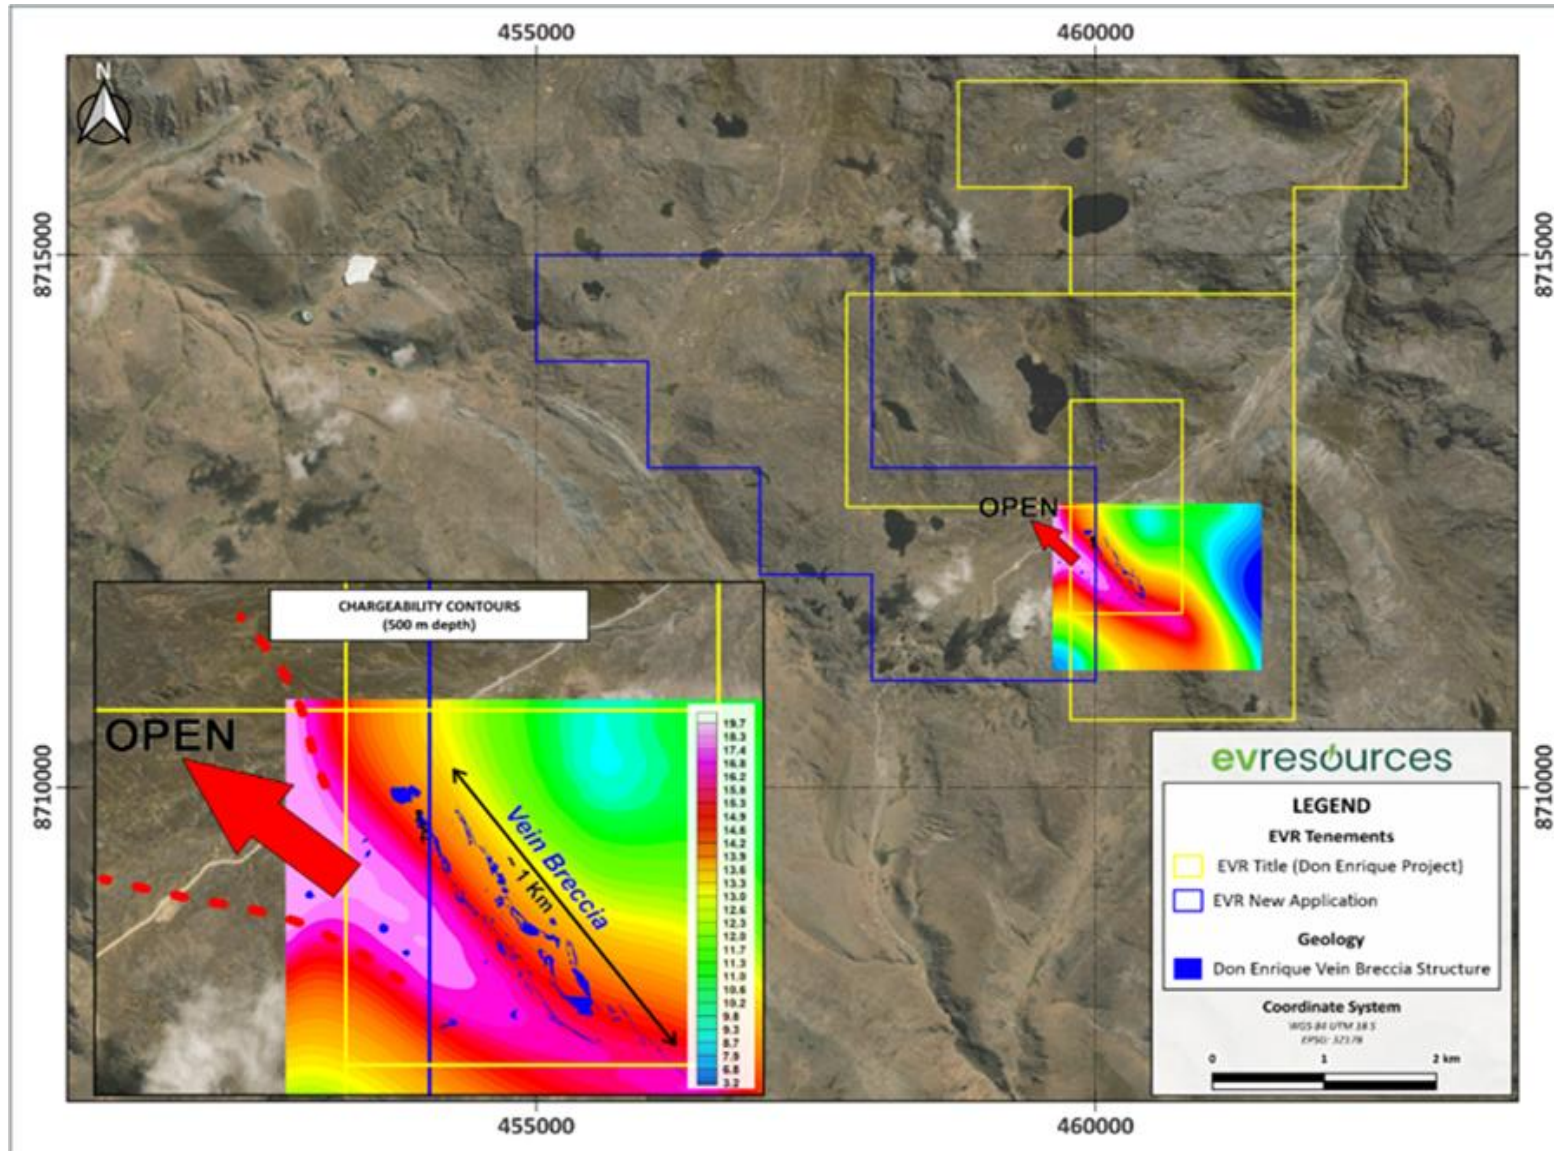 455000
460000
N
8715000
8715000
OPEN
CHARGEABILITY CONTOURS
(500 m depth)
OPEN
Vein Breccia
~ 1 Km ~
19.7
18.3
17.4
16.8
16.2
15.8
15.3
14.9
14.6
14.2
13.9
13.6
13.3
13.0
12.6
12.3
12.0
11.7
11.3
11.0
10.6
10.2
9.8
9.3
8.7
7.9
6.8
3.2
8710000
8710000
evresources
LEGEND
EVR Tenements
EVR Title (Don Enrique Project)
EVR New Application
Geology
Don Enrique Vein Breccia Structure
Coordinate System
WGS 84 UTM 18 S
0 1 2 km
455000
460000